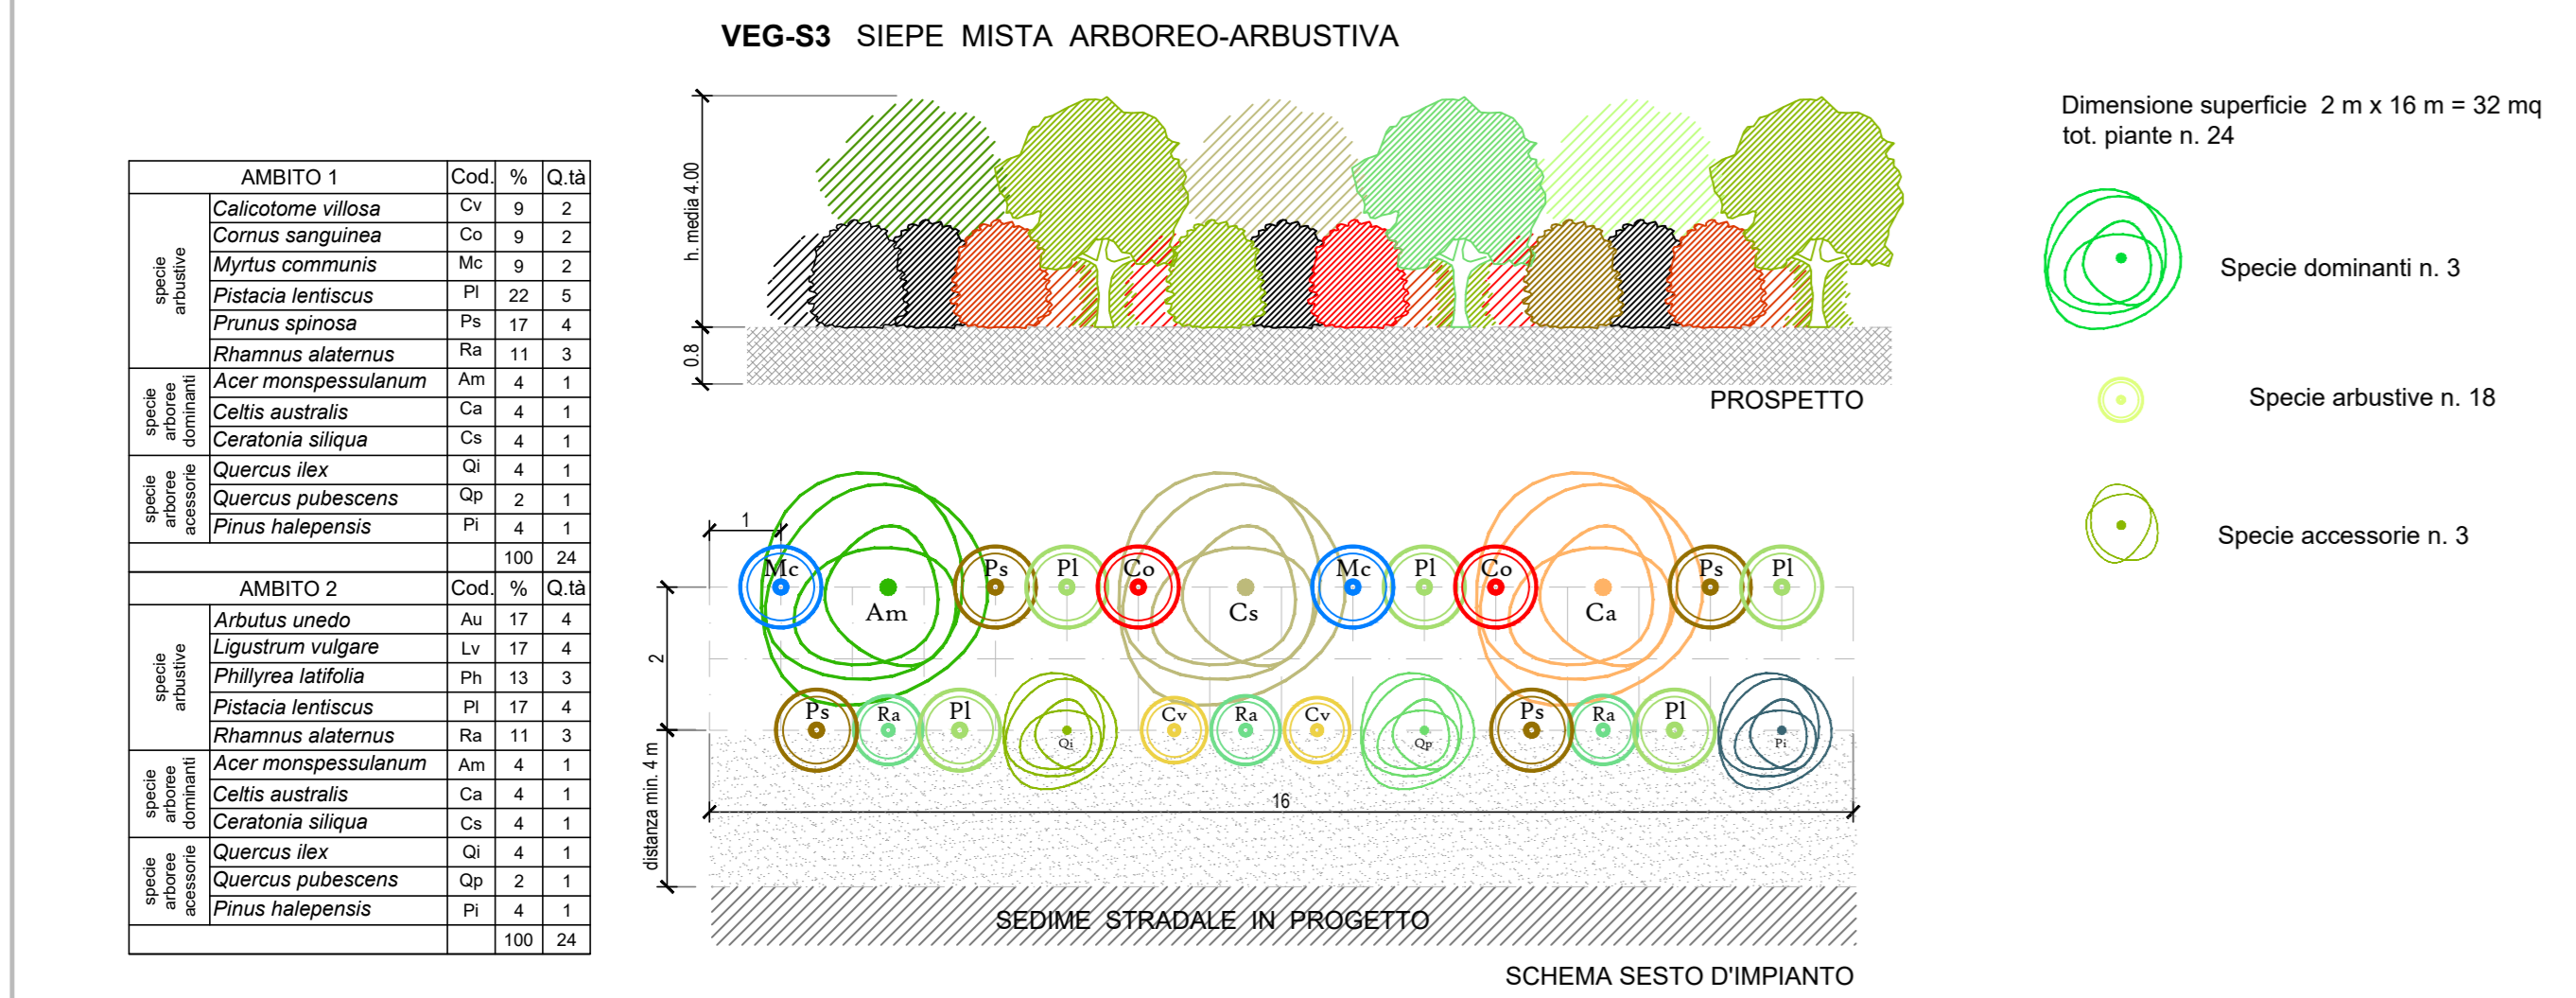 VEG-S3 SIEPE MISTA ARBOREO-ARBUSTIVA
Dimensione superficie 2 m x 16 m = 32 mq
tot. piante n. 24
Specie dominanti n. 3
Specie arbustive n. 18
Specie accessorie n. 3
AMBITO 1 Cod. % Q.tà
specie arbustive
Calicotome villosa Cv 9 2
Cornus sanguinea Co 9 2
Myrtus communis Mc 9 2
Pistacia lentiscus Pl 22 5
Prunus spinosa Ps 17 4
Rhamnus alaternus Ra 11 3
specie arboree dominanti
Acer monspessulanum Am 4 1
Celtis australis Ca 4 1
Ceratonia siliqua Cs 4 1
specie arboree acessorie
Quercus ilex Qi 4 1
Quercus pubescens Qp 2 1
Pinus halepensis Pi 4 1
100 24
AMBITO 2 Cod. % Q.tà
specie arbustive
Arbutus unedo Au 17 4
Ligustrum vulgare Lv 17 4
Phillyrea latifolia Ph 13 3
Pistacia lentiscus Pl 17 4
Rhamnus alaternus Ra 11 3
specie arboree dominanti
Acer monspessulanum Am 4 1
Celtis australis Ca 4 1
Ceratonia siliqua Cs 4 1
specie arboree acessorie
Quercus ilex Qi 4 1
Quercus pubescens Qp 2 1
Pinus halepensis Pi 4 1
100 24
h. media 4.00
0.8
PROSPETTO
1
Mc Am Ps Pl Co Cs Mc Pl Co Ca Ps Pl
2
Ps Ra Pl Qi Cv Ra Cv Qp Ps Ra Pl Pi
distanza min. 4 m
16
SEDIME STRADALE IN PROGETTO
SCHEMA SESTO D'IMPIANTO